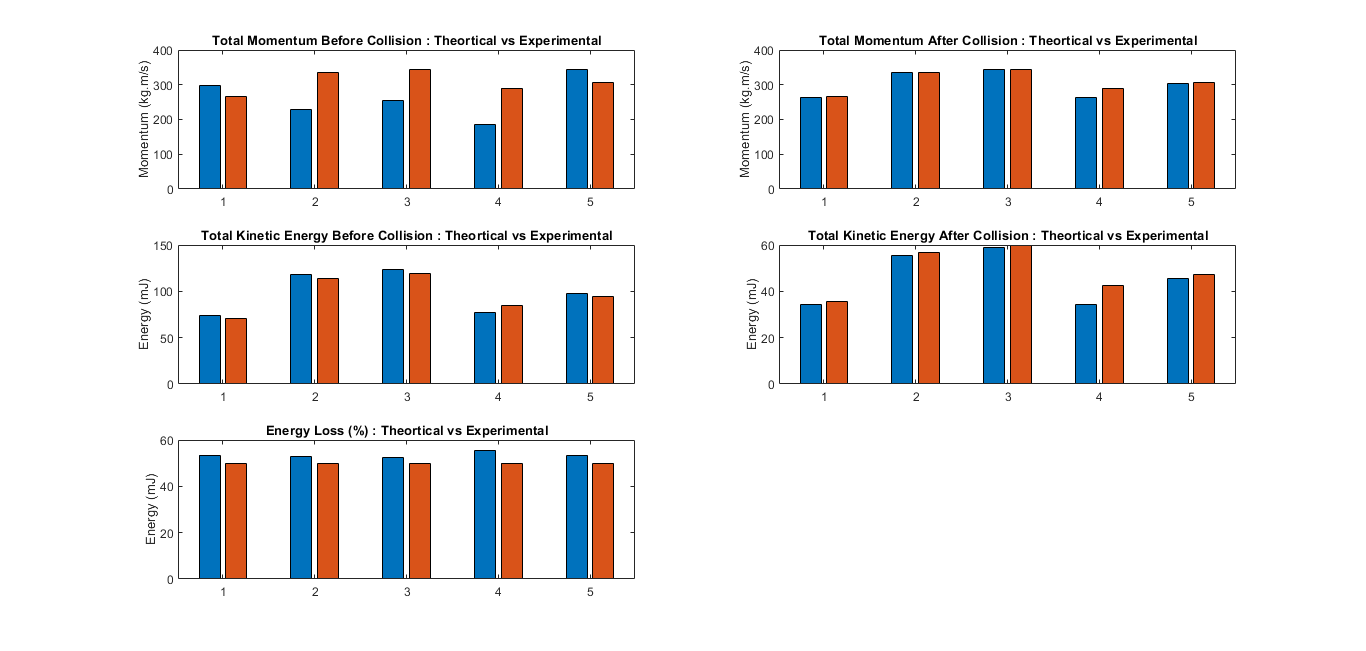 Total Momentum Before Collision : Theortical vs Experimental
Momentum (kg.m/s)
400
300
200
100
0
1 2 3 4 5
Total Momentum After Collision : Theortical vs Experimental
Momentum (kg.m/s)
400
300
200
100
0
1 2 3 4 5
Total Kinetic Energy Before Collision : Theortical vs Experimental
Energy (mJ)
150
100
50
0
1 2 3 4 5
Total Kinetic Energy After Collision : Theortical vs Experimental
Energy (mJ)
60
40
20
0
1 2 3 4 5
Energy Loss (%) : Theortical vs Experimental
Energy (mJ)
60
40
20
0
1 2 3 4 5